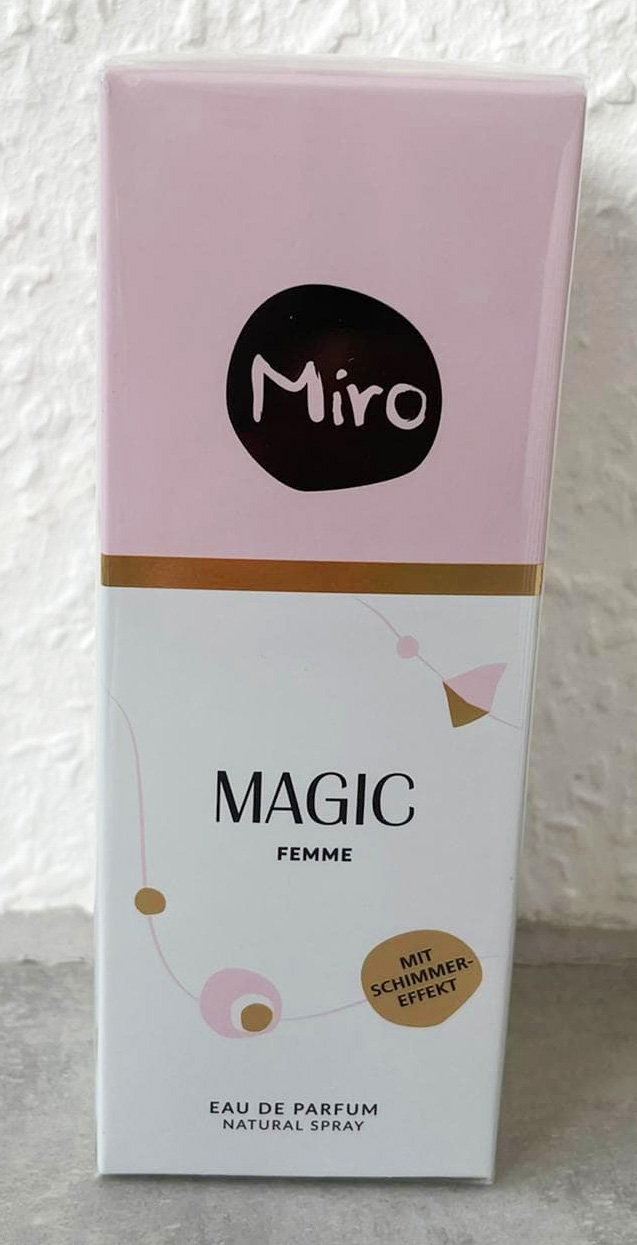 Miro
MAGIC
FEMME
MIT
SCHIMMER-
EFFEKT
EAU DE PARFUM
NATURAL SPRAY